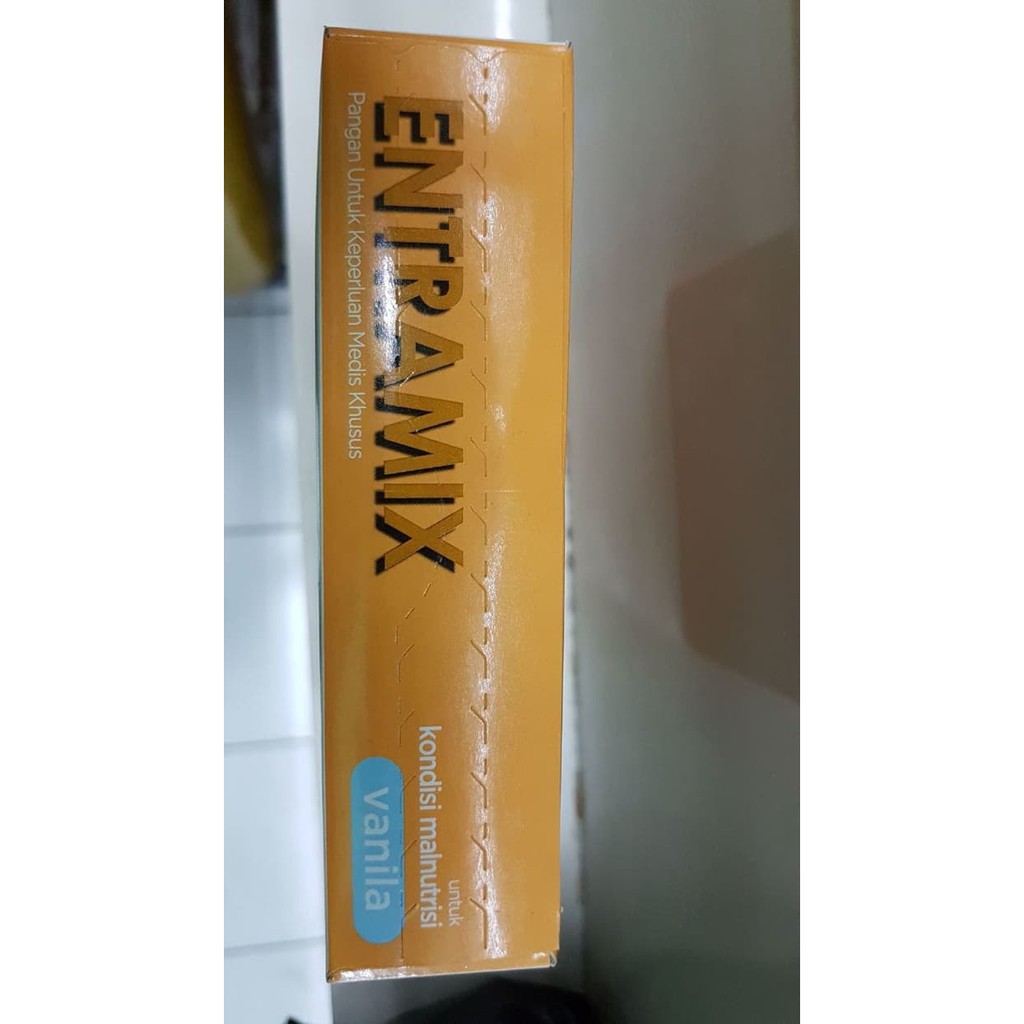 ENTRAMIX
Pangan Untuk Keperluan Medis Khusus
untuk
kondisi malnutrisi
vanila